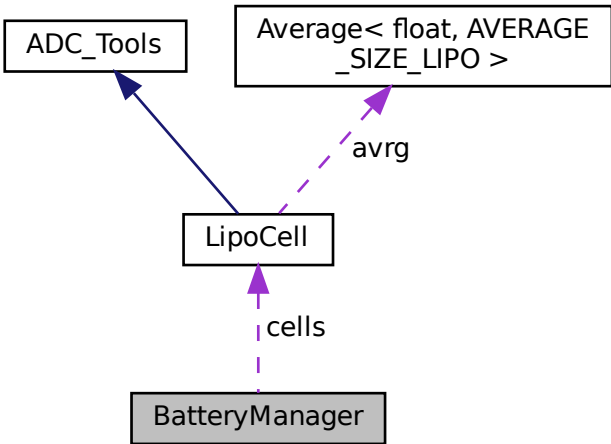 ADC_Tools
Average< float, AVERAGE
_SIZE_LIPO >
avrg
LipoCell
cells
BatteryManager